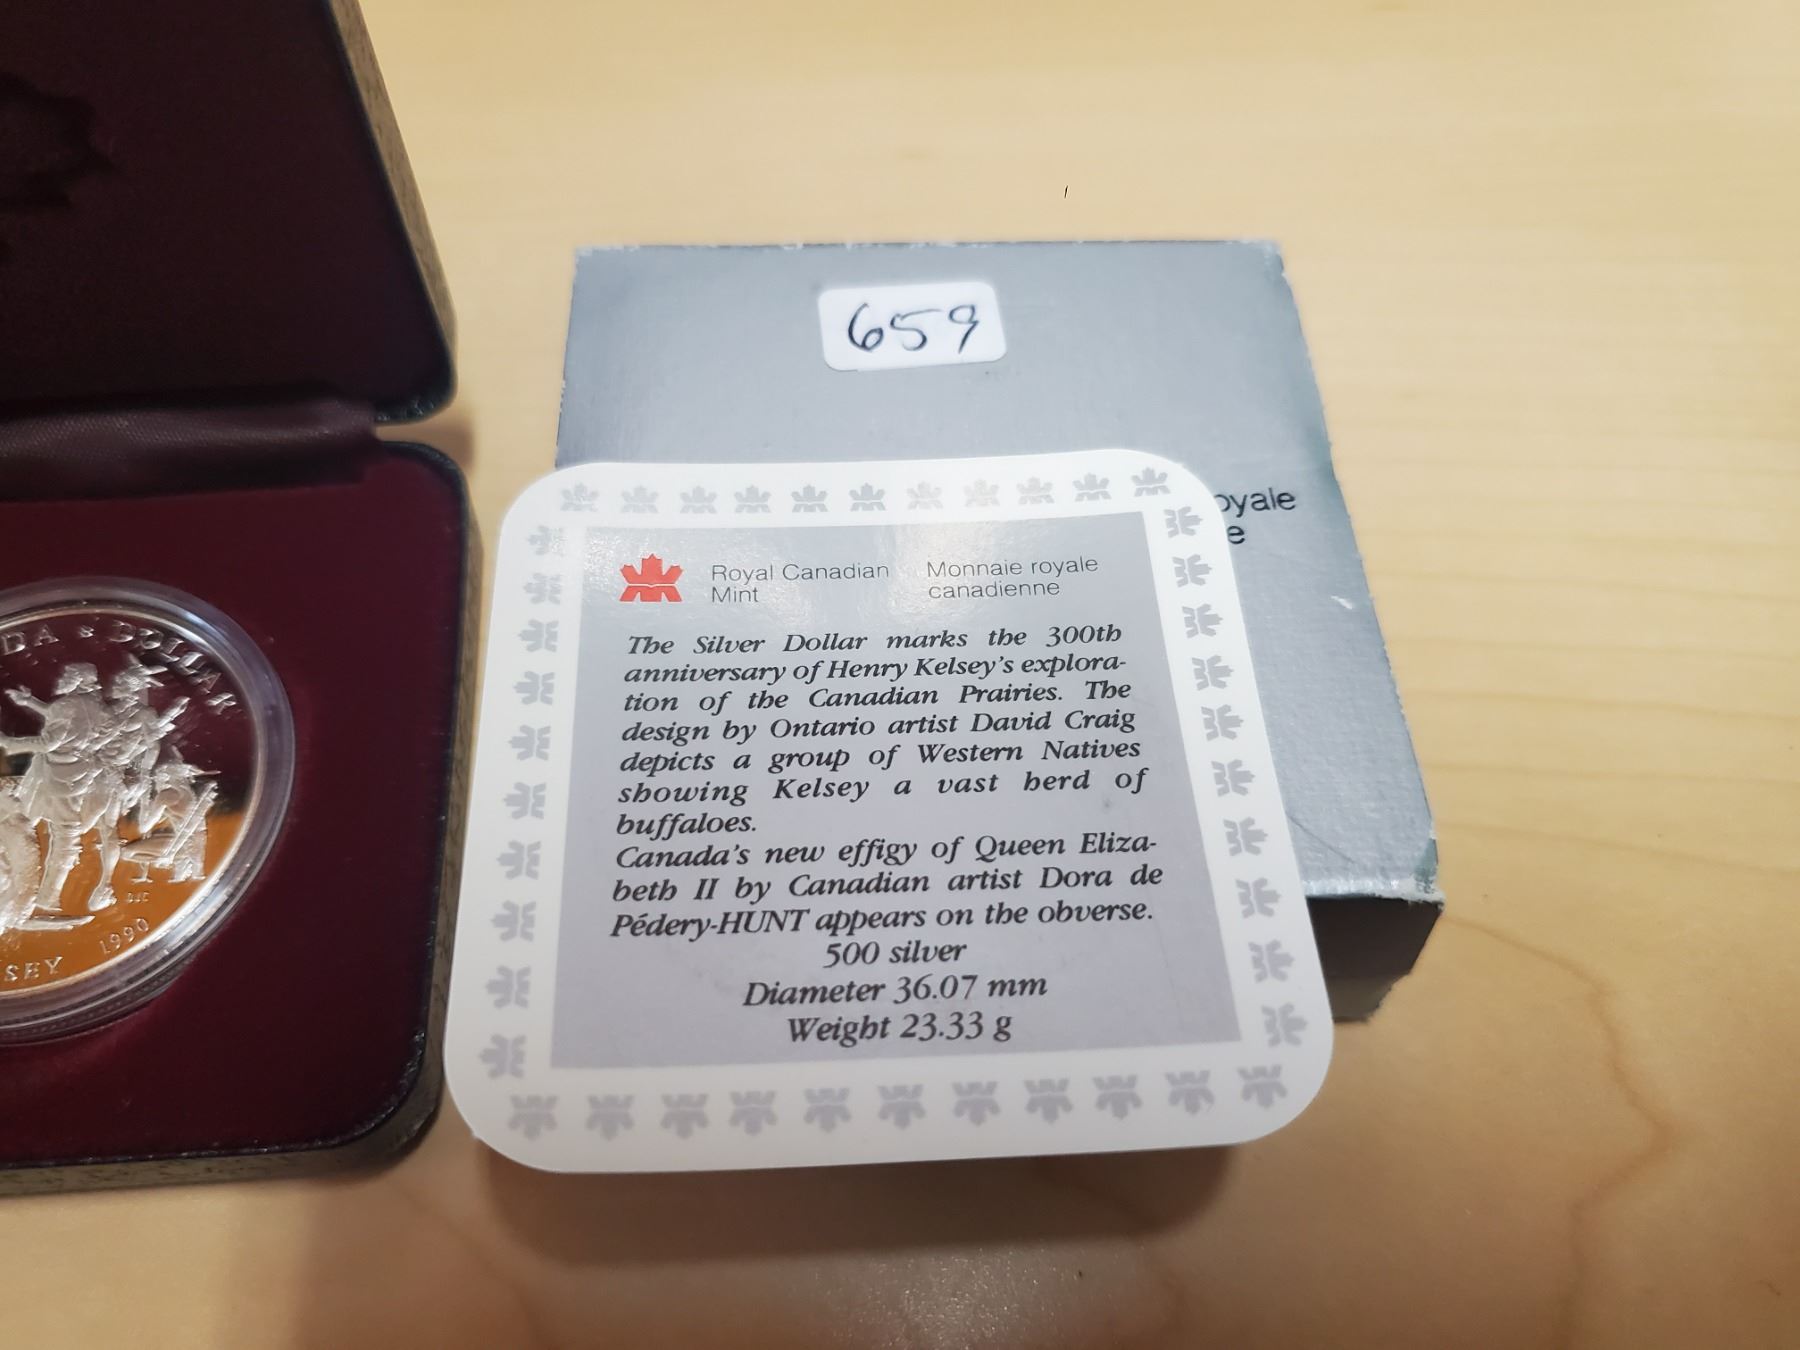 659
oyale
e
Royal Canadian
Mint
Monnaie royale
canadienne
The Silver Dollar marks the 300th
anniversary of Henry Kelsey's explora-
tion of the Canadian Prairies. The
design by Ontario artist David Craig
depicts a group of Western Natives
showing Kelsey a vast herd of
buffaloes.
Canada's new effigy of Queen Eliza-
beth II by Canadian artist Dora de
Pédery-HUNT appears on the obverse.
500 silver
Diameter 36.07 mm
Weight 23.33 g
DA $ DOLLAR
DJC
1990
SEY